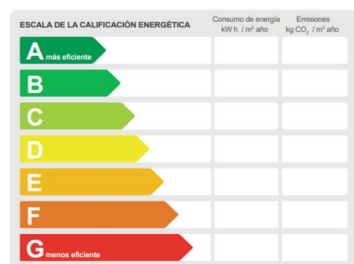 ESCALA DE LA CALIFICACIÓN ENERGÉTICA
Consumo de energía
kW h / m² año
Emisiones
kg CO₂ / m² año
A más eficiente
B
C
D
E
F
G menos eficiente